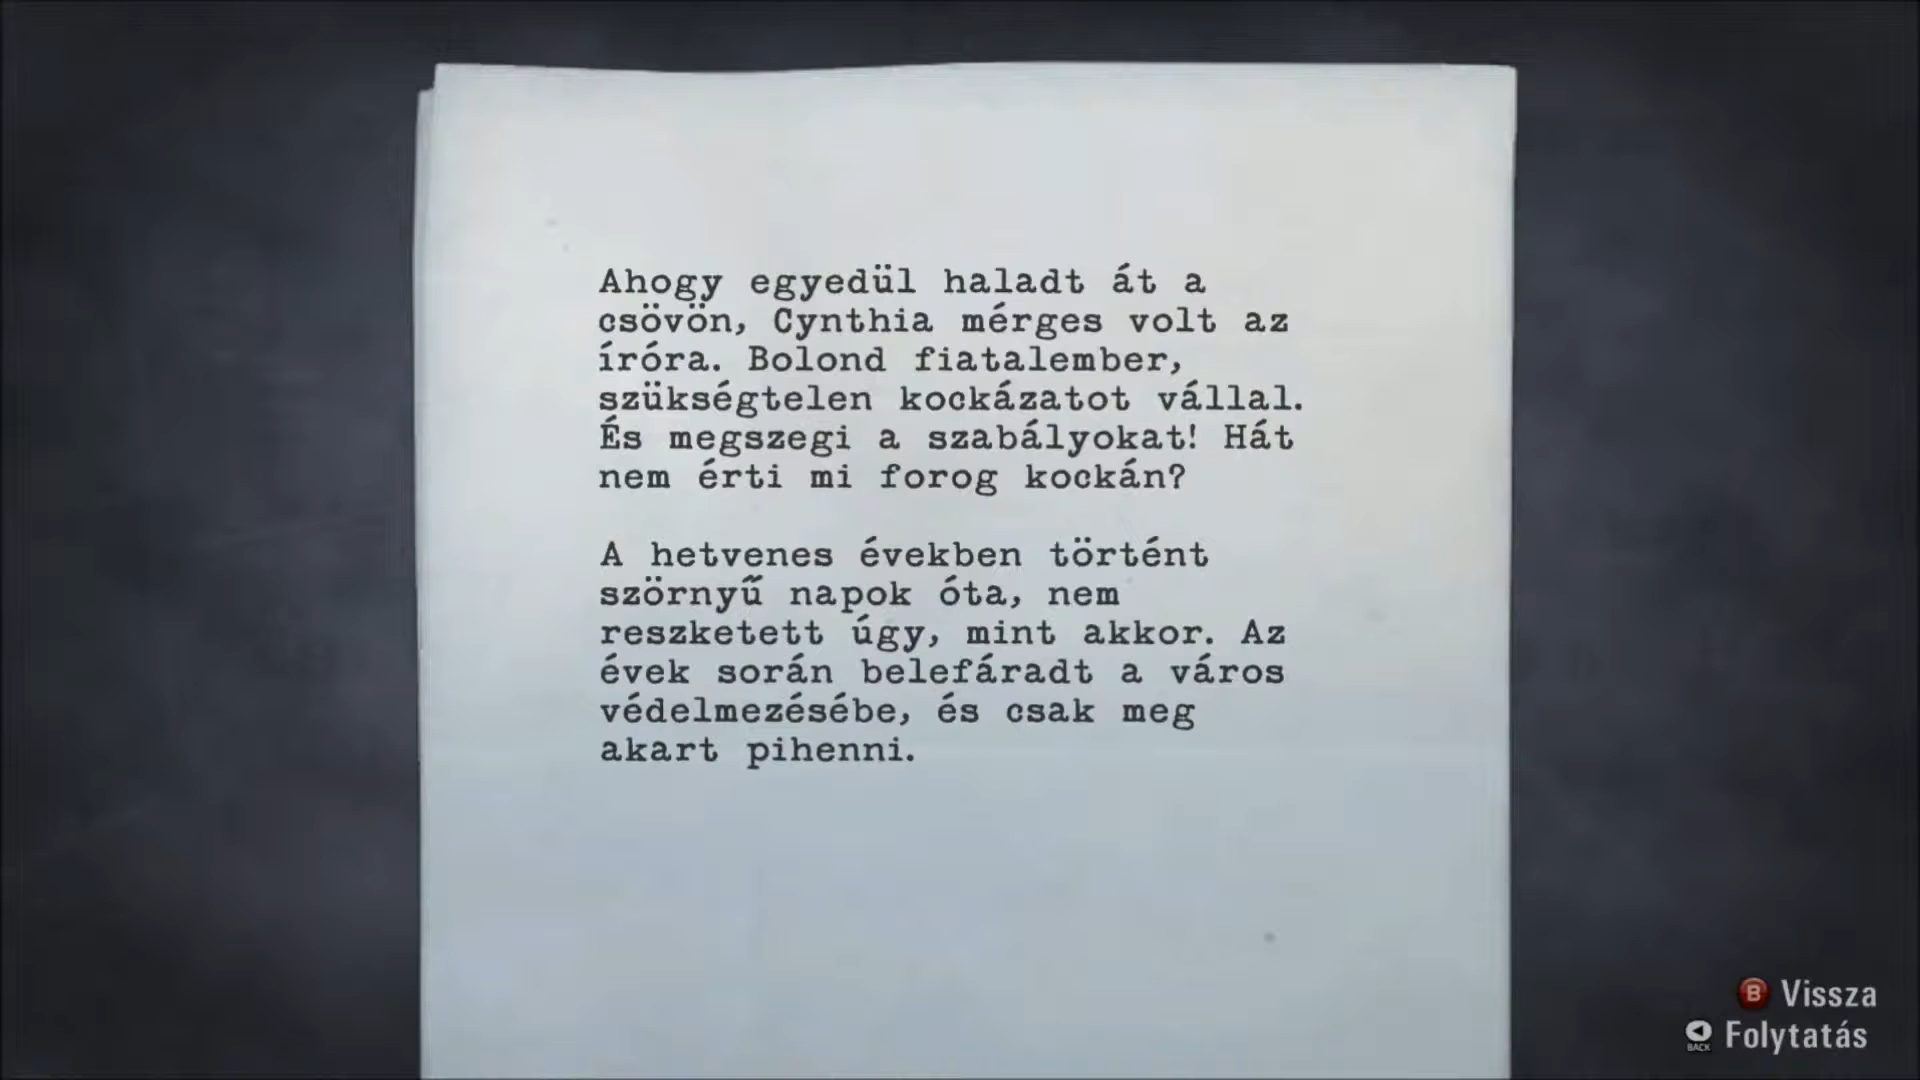 Ahogy egyedül haladt át a
csövön, Cynthia mérges volt az
íróra. Bolond fiatalember,
szükségtelen kockázatot vállal.
És megszegi a szabályokat! Hát
nem érti mi forog kockán?
A hetvenes években történt
szörnyű napok óta, nem
reszketett úgy, mint akkor. Az
évek során belefáradt a város
védelmezésébe, és csak meg
akart pihenni.
B Vissza
BACK Folytatás